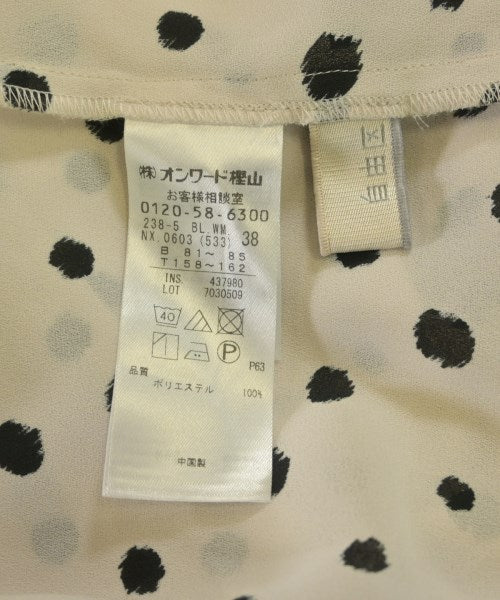 (株)オンワード樫山
お客様相談室
0120-58-6300
238-5 BL.WM.
NX.0603 (533) 38
B 81～ 85
T158～162
INS. 437980
LOT 7030509
40
P
P63
品質
ポリエステル 100%
中国製